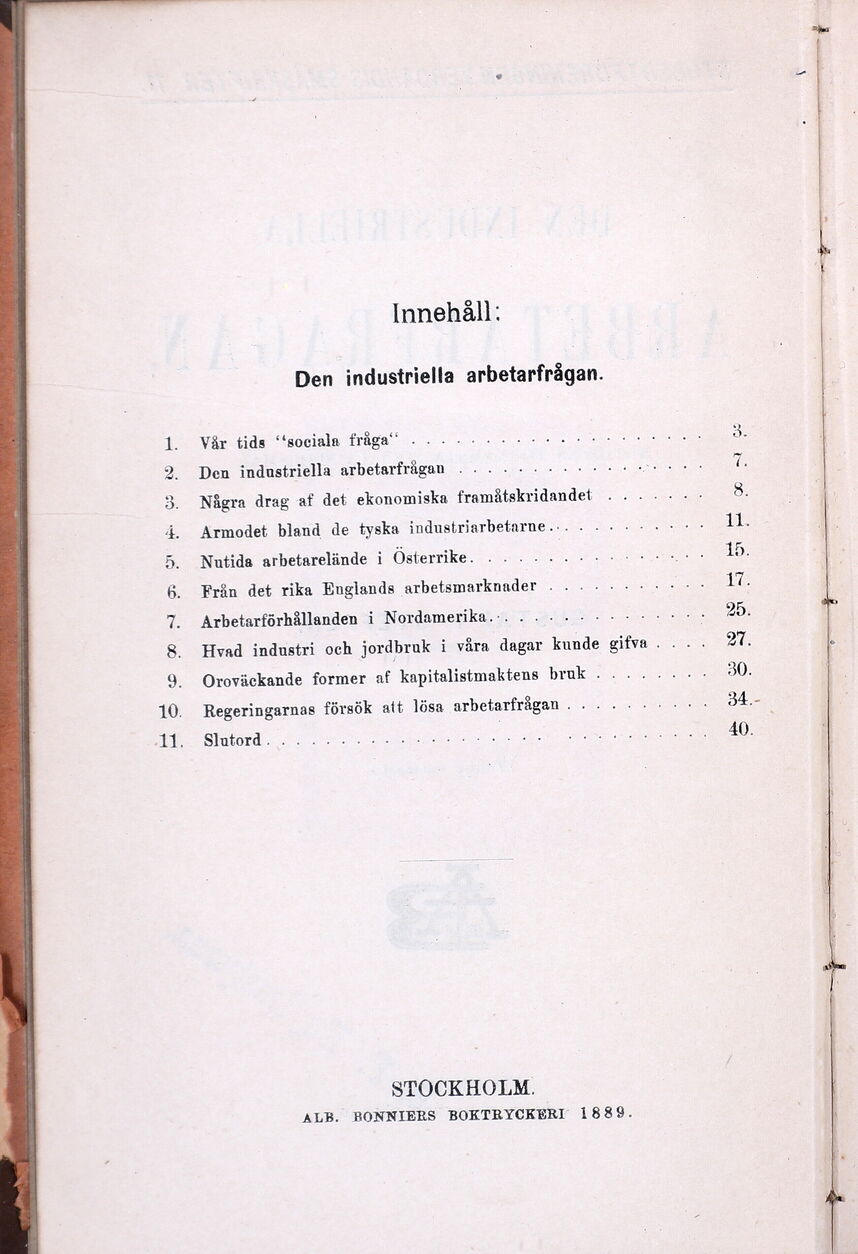 Innehåll:
Den industriella arbetarfrågan.
1. Vår tids “sociala fråga“ . . . . . . . . . . . . . . . . . . . 3.
2. Den industriella arbetarfrågan . . . . . . . . . . . . . . . . 7.
3. Några drag af det ekonomiska framåtskridandet . . . . . . . 8.
4. Armodet bland de tyska industriarbetarne . . . . . . . . . . . 11.
5. Nutida arbetarelände i Österrike . . . . . . . . . . . . . . . 15.
6. Från det rika Englands arbetsmarknader . . . . . . . . . . . 17.
7. Arbetarförhållanden i Nordamerika . . . . . . . . . . . . . . 25.
8. Hvad industri och jordbruk i våra dagar kunde gifva . . . . 27.
9. Oroväckande former af kapitalistmaktens bruk . . . . . . . . 30.
10. Regeringarnas försök att lösa arbetarfrågan . . . . . . . . . . 34.
11. Slutord . . . . . . . . . . . . . . . . . . . . . . . . . . . . 40.
STOCKHOLM.
ALB. BONNIERS BOKTRYCKERI 1889.